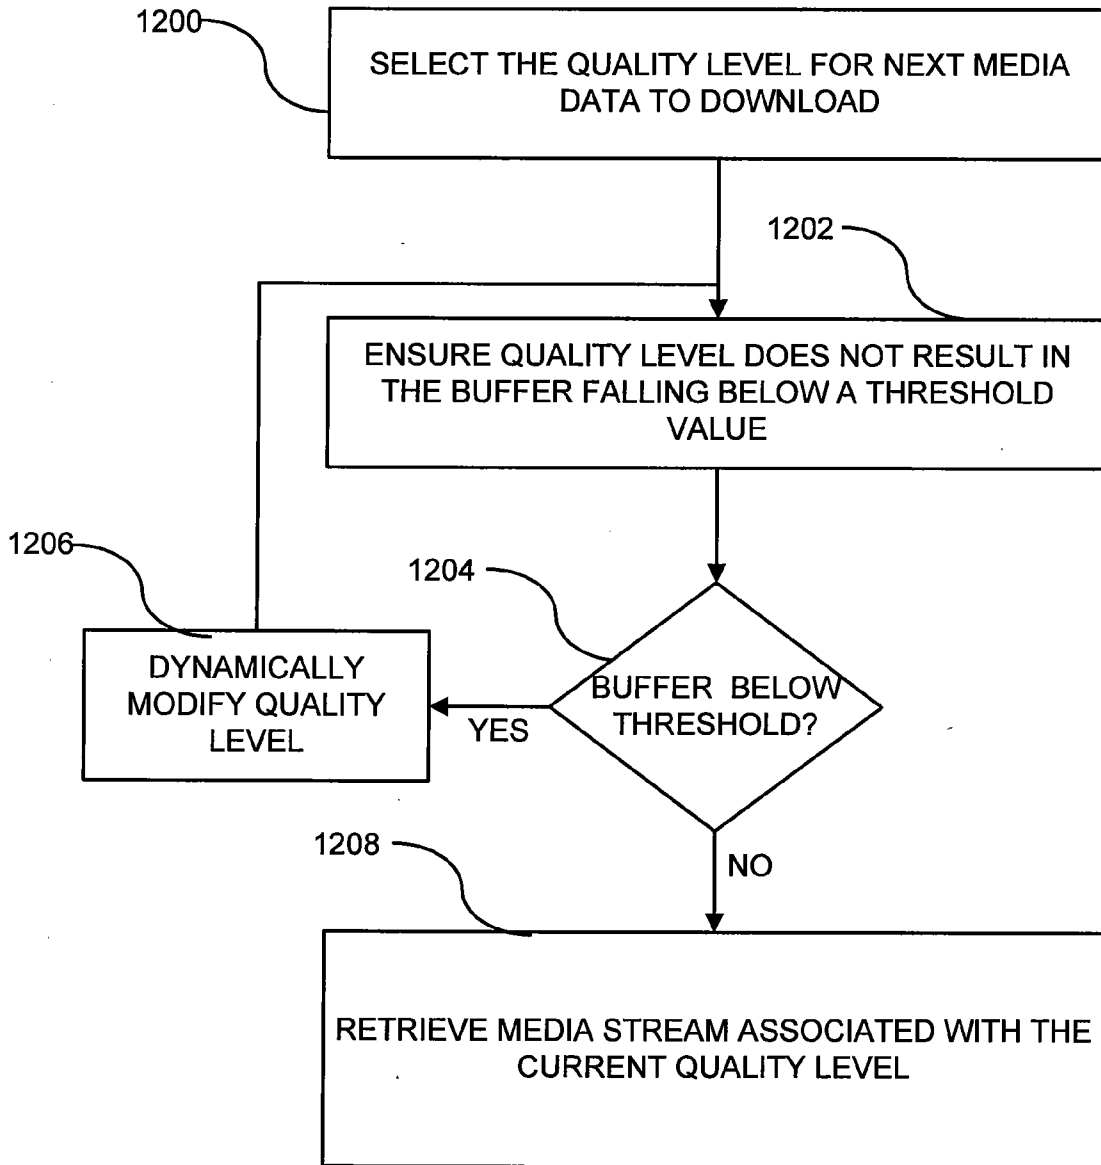 1200
SELECT THE QUALITY LEVEL FOR NEXT MEDIA
DATA TO DOWNLOAD
1202
ENSURE QUALITY LEVEL DOES NOT RESULT IN
THE BUFFER FALLING BELOW A THRESHOLD
VALUE
1206
1204
DYNAMICALLY
MODIFY QUALITY
LEVEL
YES
BUFFER BELOW
THRESHOLD?
1208
NO
RETRIEVE MEDIA STREAM ASSOCIATED WITH THE
CURRENT QUALITY LEVEL